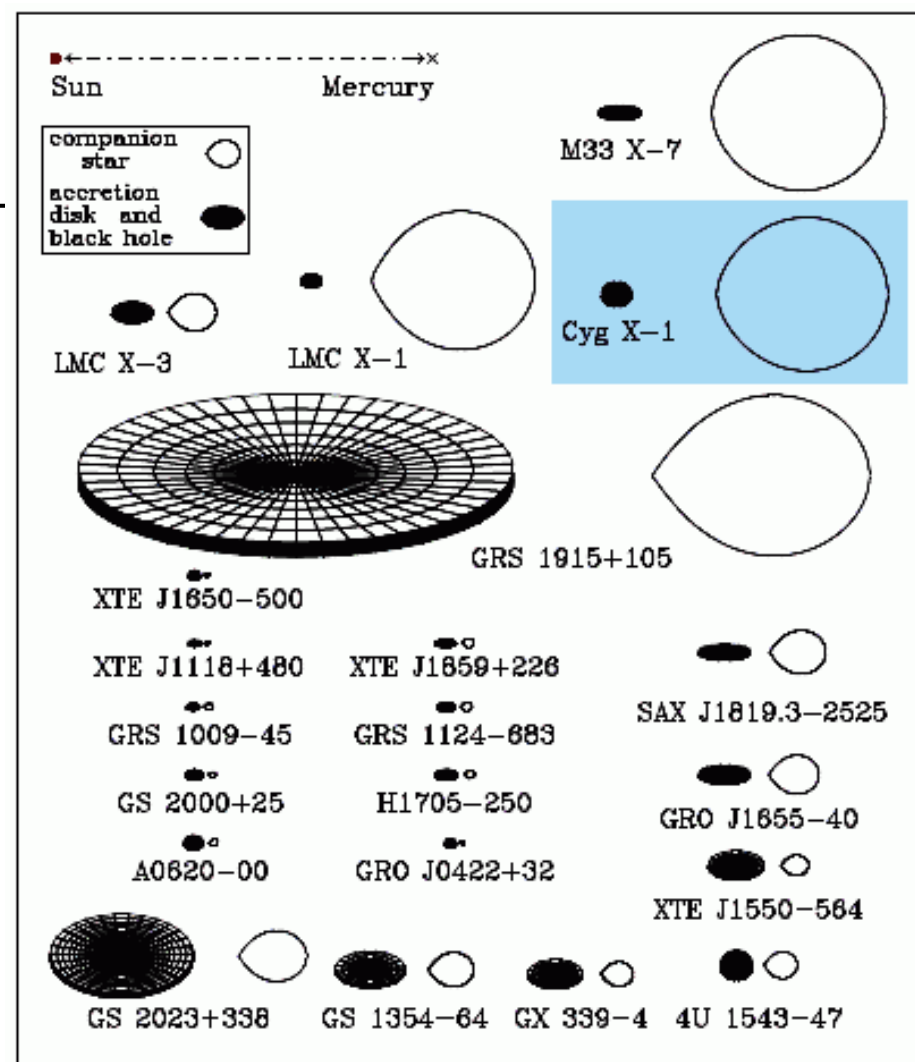 Sun Mercury
companion
star
accretion
disk and
black hole
M33 X-7
Cyg X-1
LMC X-3
LMC X-1
GRS 1915+105
XTE J1650-500
XTE J1118+480
XTE J1859+226
SAX J1819.3-2525
GRS 1009-45
GRS 1124-683
GS 2000+25
H1705-250
GRO J1655-40
A0620-00
GRO J0422+32
XTE J1550-564
GS 2023+338
GS 1354-64
GX 339-4
4U 1543-47